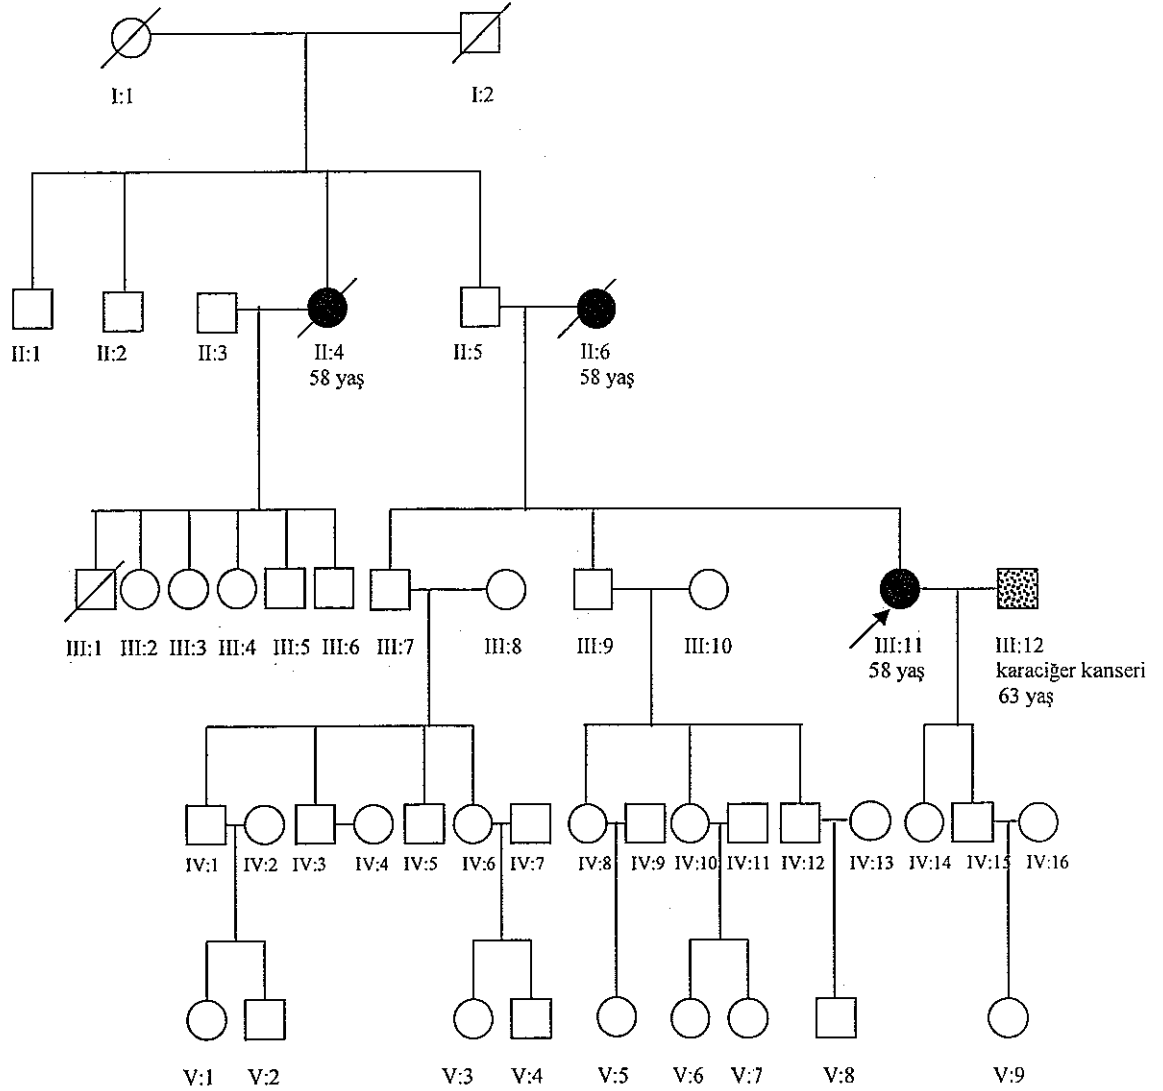 I:1 I:2
II:1 II:2 II:3 II:4 II:5 II:6
58 yaş 58 yaş
III:1 III:2 III:3 III:4 III:5 III:6 III:7 III:8 III:9 III:10 III:11 III:12
58 yaş karaciğer kanseri
63 yaş
IV:1 IV:2 IV:3 IV:4 IV:5 IV:6 IV:7 IV:8 IV:9 IV:10 IV:11 IV:12 IV:13 IV:14 IV:15 IV:16
V:1 V:2 V:3 V:4 V:5 V:6 V:7 V:8 V:9